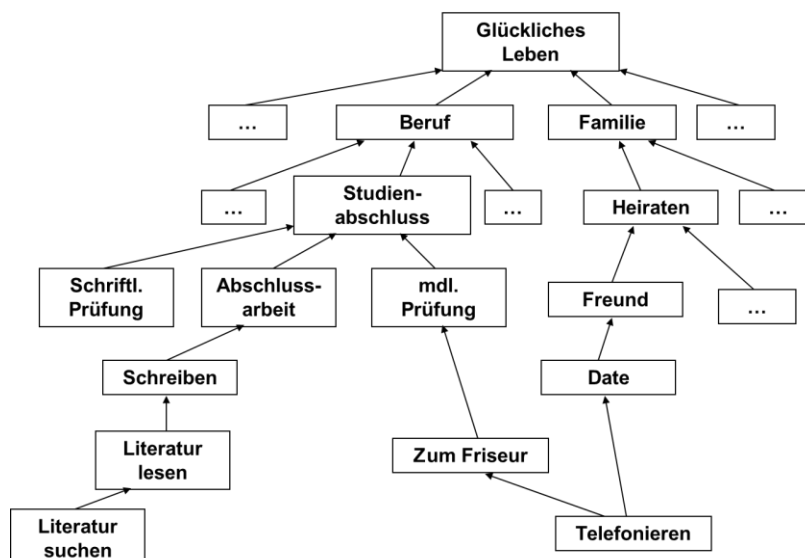 Glückliches
Leben
…
Beruf
Familie
…
…
Studien-
abschluss
…
Heiraten
…
Schriftl.
Prüfung
Abschluss-
arbeit
mdl.
Prüfung
Freund
…
Schreiben
Date
Literatur
lesen
Zum Friseur
Literatur
suchen
Telefonieren